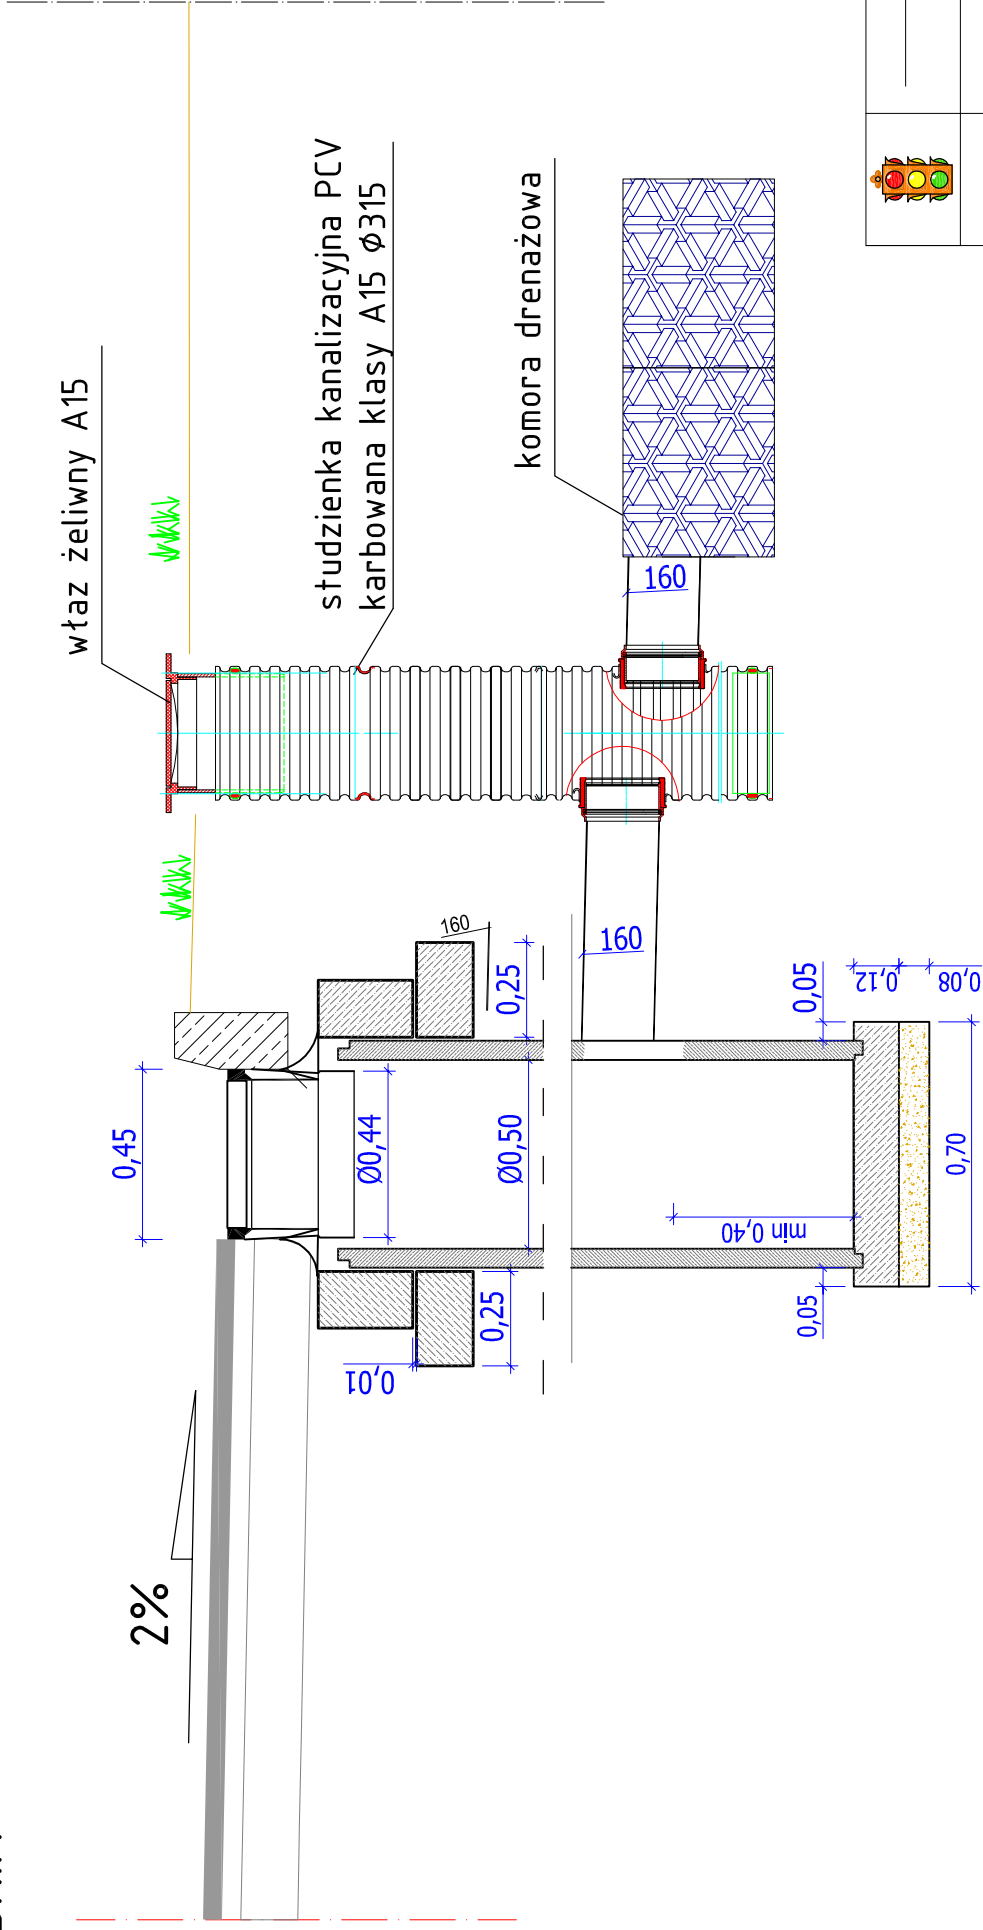 2%
właz żeliwny A15
studzienka kanalizacyjna PCV
karbowana klasy A15 ϕ315
komora drenażowa
0,45
Ø0,44
Ø0,50
0,25
0,25
0,01
160
160
160
min 0,40
0,05
0,05
0,12
0,08
0,70